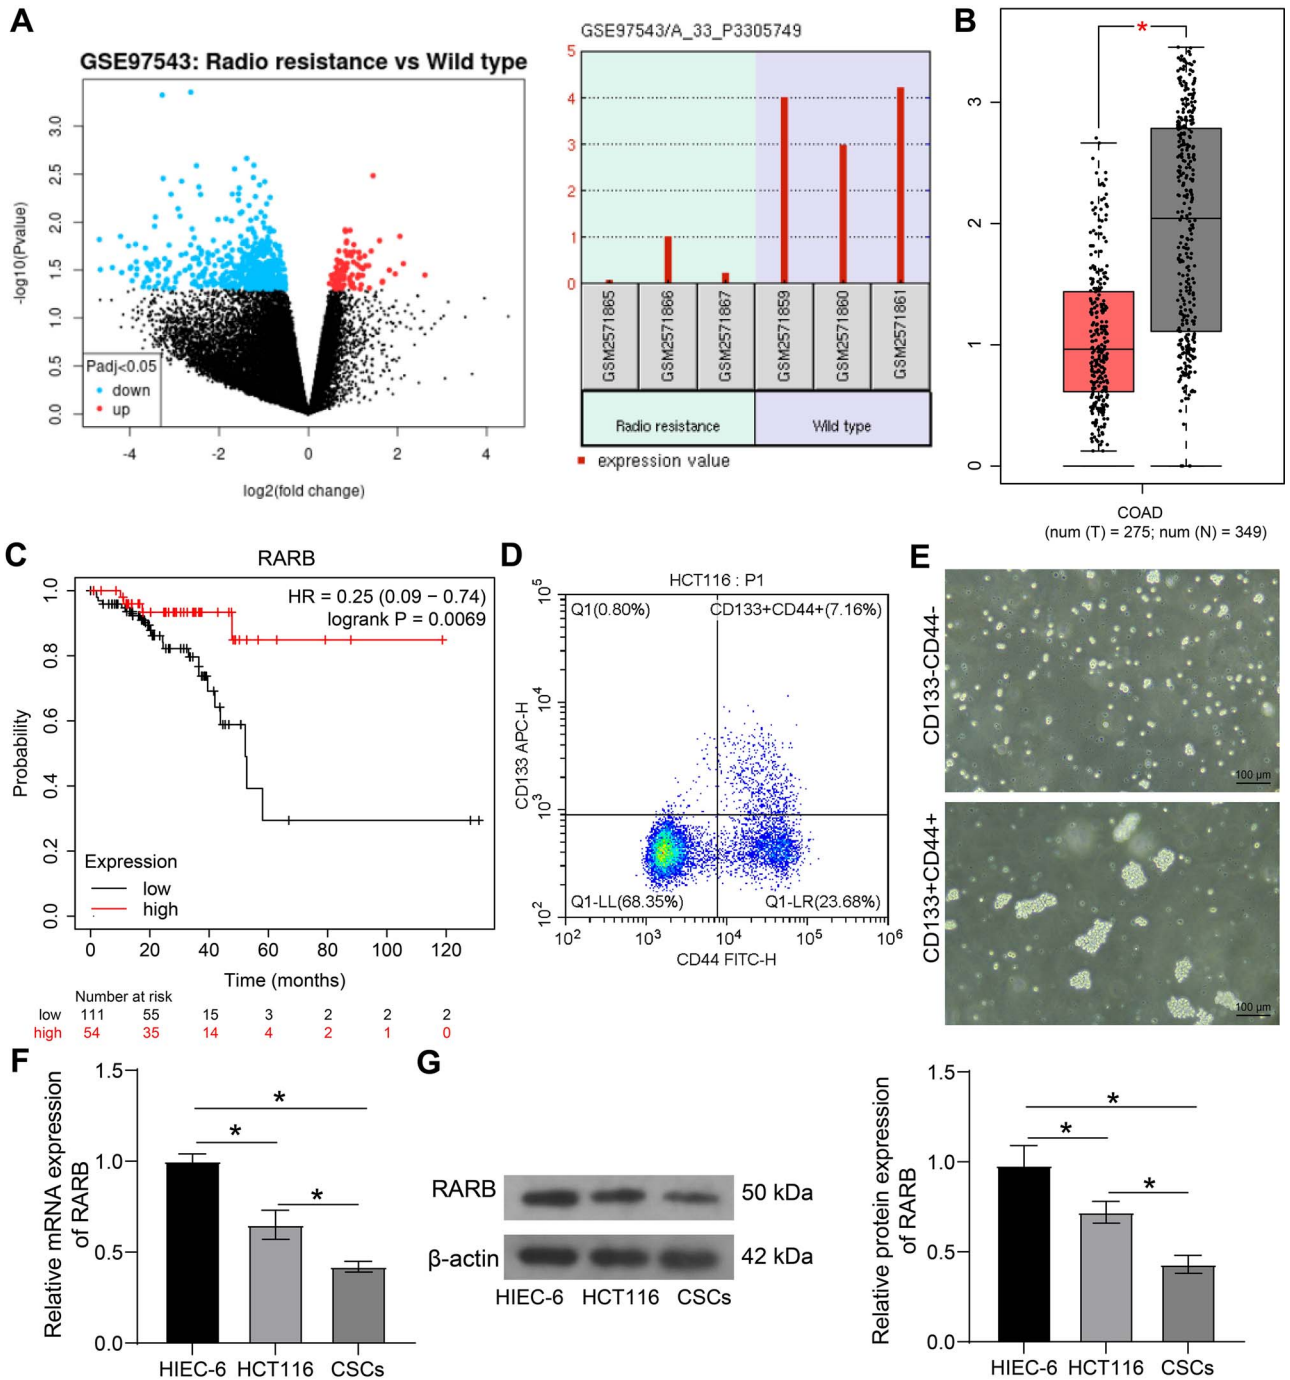 A
GSE97543: Radio resistance vs Wild type
-log10(Pvalue)
3.0
2.5
2.0
1.5
1.0
0.5
0.0
Padj<0.05
down
up
-4
-2
0
2
4
log2(fold change)
GSE97543/A_33_P3305749
5
4
3
2
1
0
GSM2571865
GSM2571866
GSM2571867
GSM2571859
GSM2571860
GSM2571861
Radio resistance
Wild type
expression value
B
*
3
2
1
0
COAD
(num (T) = 275; num (N) = 349)
C
RARB
HR = 0.25 (0.09 − 0.74)
logrank P = 0.0069
Probability
1.0
0.8
0.6
0.4
0.2
0.0
Expression
low
high
0 20 40 60 80 100 120
Time (months)
Number at risk
low 111 55 15 3 2 2 2
high 54 35 14 4 2 1 0
D
HCT116 : P1
Q1(0.80%)
CD133+CD44+(7.16%)
Q1-LL(68.35%)
Q1-LR(23.68%)
CD133 APC-H
10⁵
10⁴
10³
10²
10² 10³ 10⁴ 10⁵ 10⁶
CD44 FITC-H
E
CD133-CD44-
100 μm
CD133+CD44+
100 μm
F
Relative mRNA expression
of RARB
1.5
1.0
0.5
0.0
*
*
*
HIEC-6 HCT116 CSCs
G
RARB
50 kDa
β-actin
42 kDa
HIEC-6 HCT116 CSCs
Relative protein expression
of RARB
1.5
1.0
0.5
0.0
*
*
*
HIEC-6 HCT116 CSCs